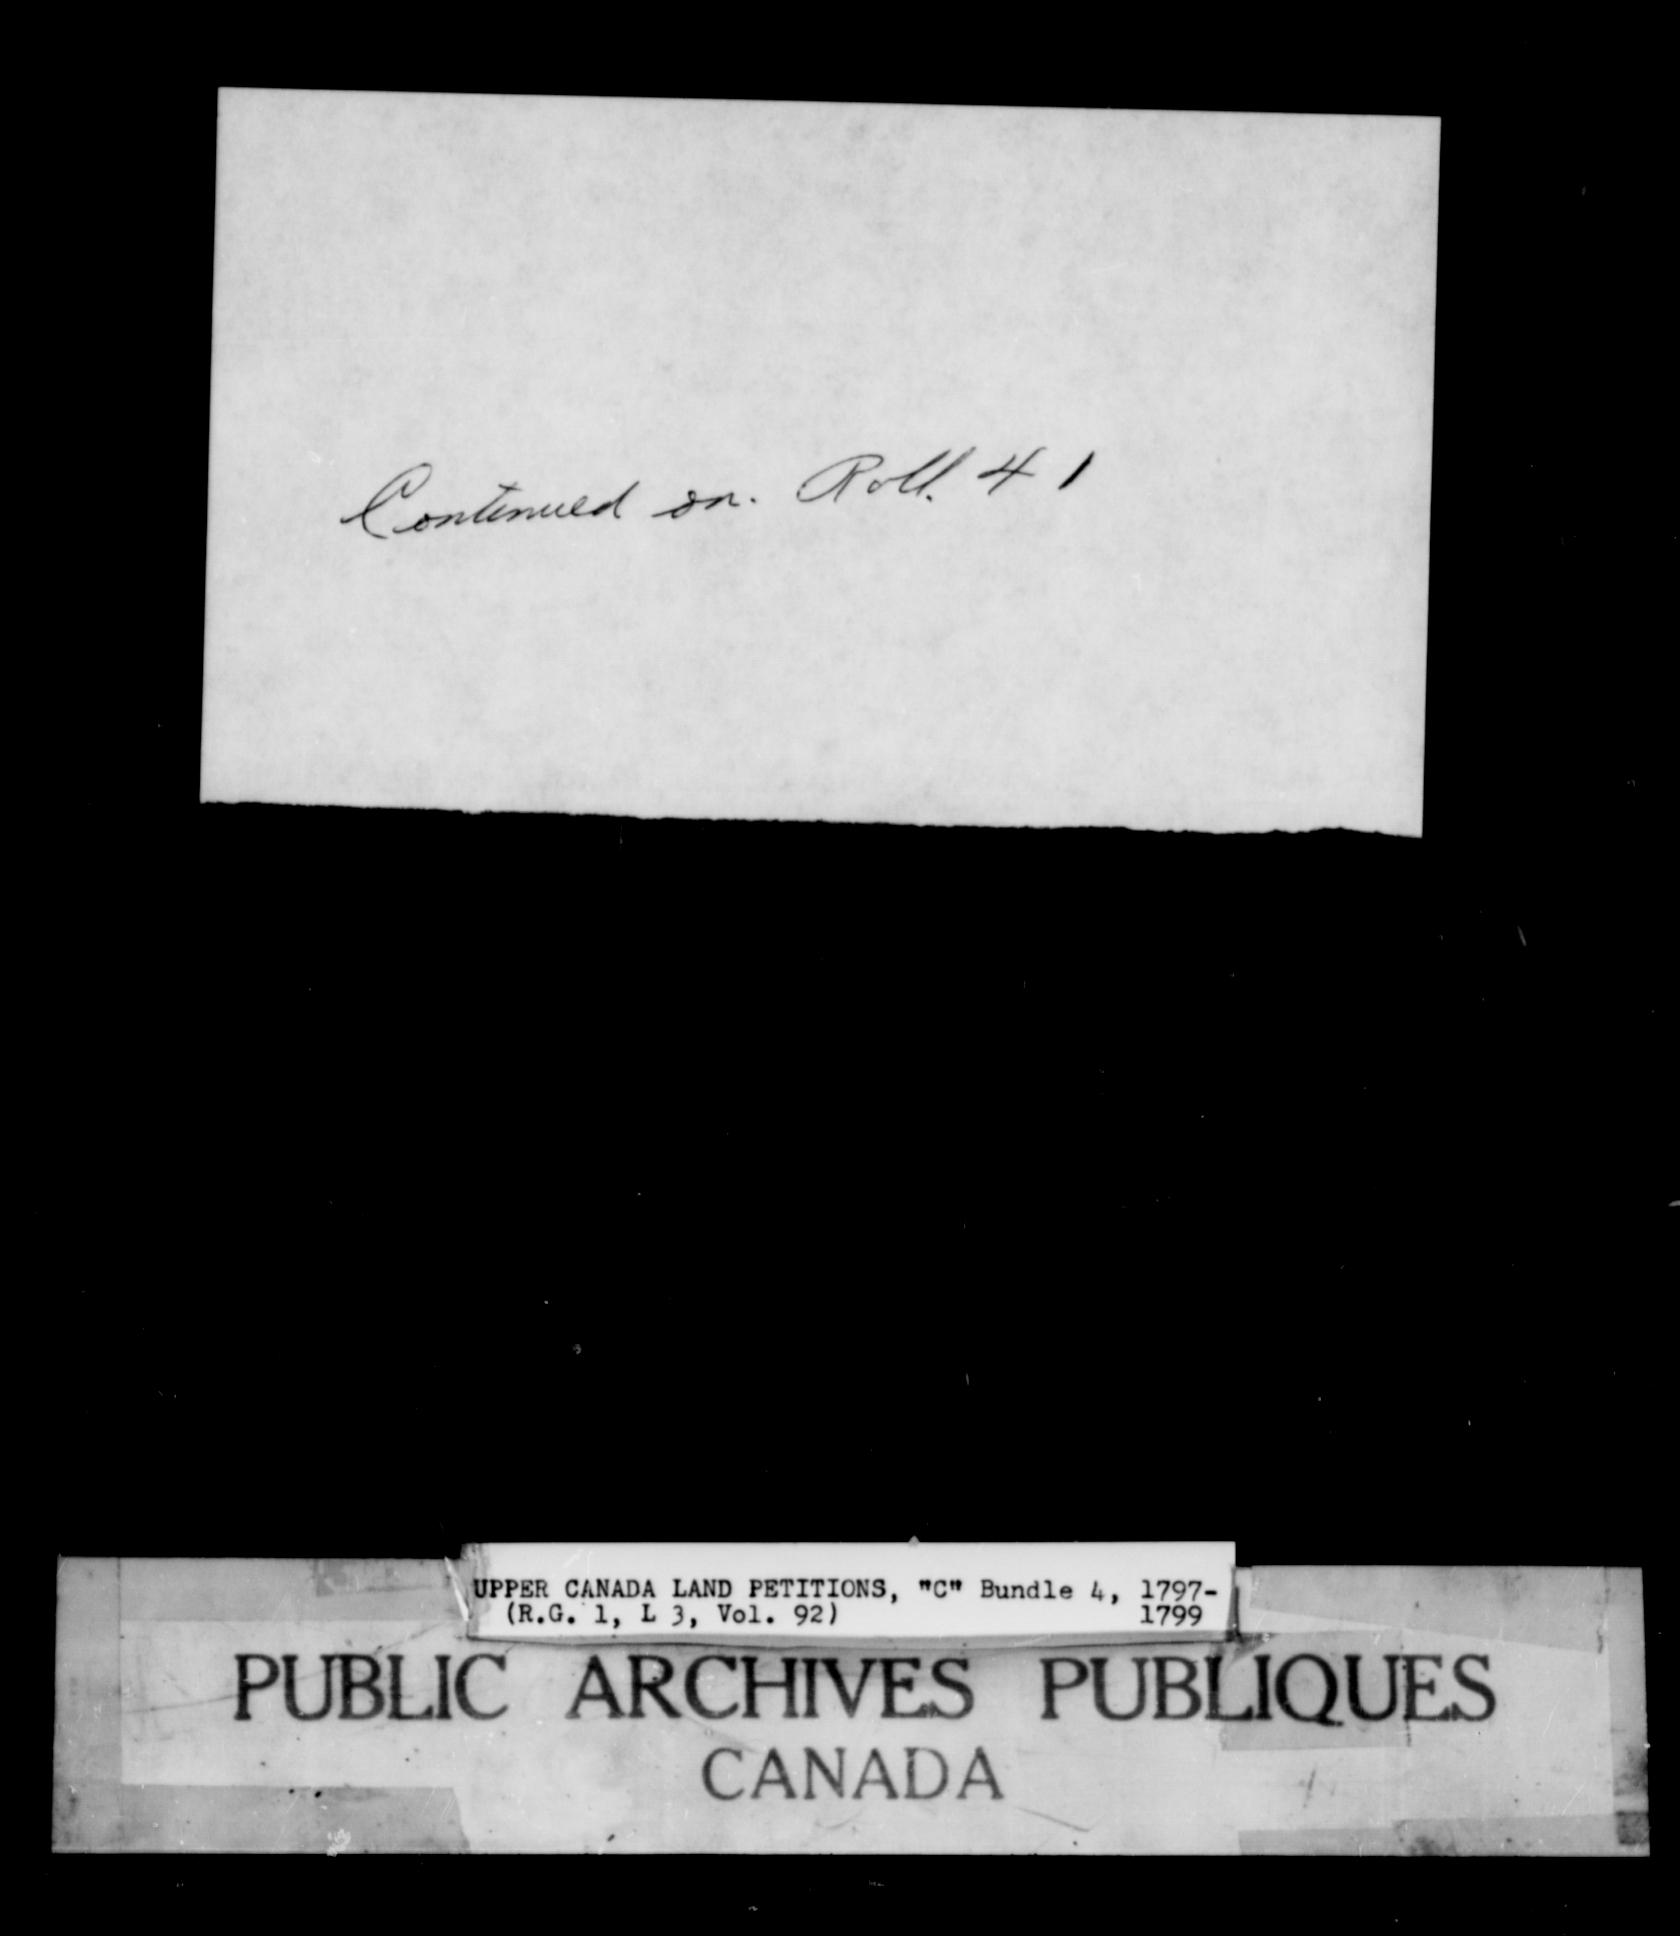 Continued on. Roll. 41
UPPER CANADA LAND PETITIONS, "C" Bundle 4, 1797-
(R.G. 1, L 3, Vol. 92) 1799
PUBLIC ARCHIVES PUBLIQUES
CANADA